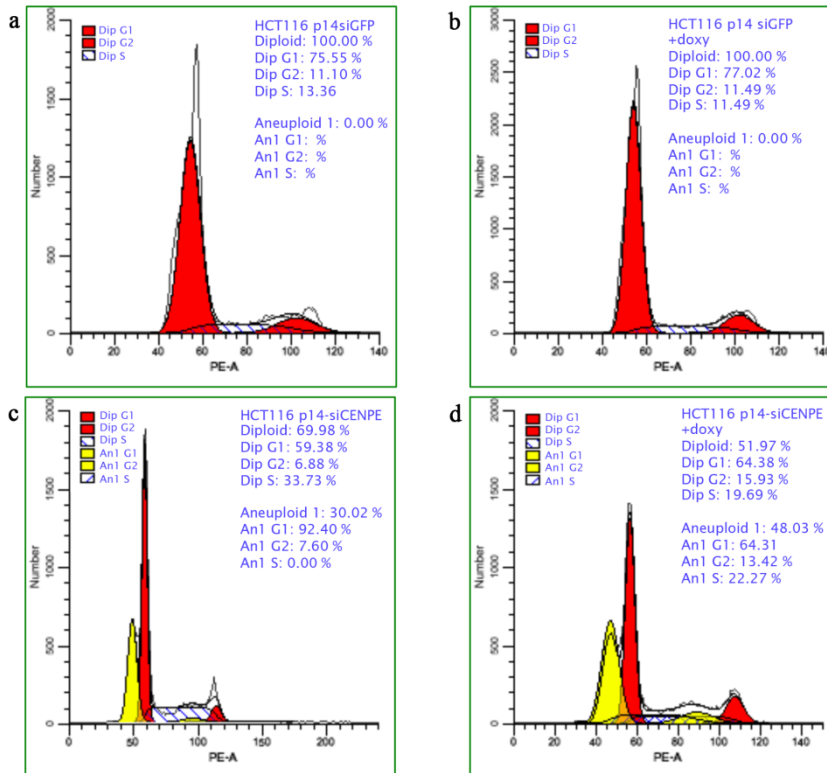 a
Dip G1
Dip G2
Dip S
HCT116 p14siGFP
Diploid: 100.00 %
Dip G1: 75.55 %
Dip G2: 11.10 %
Dip S: 13.36
Aneuploid 1: 0.00 %
An1 G1: %
An1 G2: %
An1 S: %
Number
0 500 1000 1500 2000
0 20 40 60 80 100 120 140
PE-A
b
Dip G1
Dip G2
Dip S
HCT116 p14 siGFP
+doxy
Diploid: 100.00 %
Dip G1: 77.02 %
Dip G2: 11.49 %
Dip S: 11.49 %
Aneuploid 1: 0.00 %
An1 G1: %
An1 G2: %
An1 S: %
Number
0 500 1000 1500 2000 2500 3000
0 20 40 60 80 100 120 140
PE-A
c
Dip G1
Dip G2
Dip S
An1 G1
An1 G2
An1 S
HCT116 p14-siCENPE
Diploid: 69.98 %
Dip G1: 59.38 %
Dip G2: 6.88 %
Dip S: 33.73 %
Aneuploid 1: 30.02 %
An1 G1: 92.40 %
An1 G2: 7.60 %
An1 S: 0.00 %
Number
0 500 1000 1500 2000
0 100 200
PE-A
d
Dip G1
Dip G2
Dip S
An1 G1
An1 G2
An1 S
HCT116 p14-siCENPE
+doxy
Diploid: 51.97 %
Dip G1: 64.38 %
Dip G2: 15.93 %
Dip S: 19.69 %
Aneuploid 1: 48.03 %
An1 G1: 64.31
An1 G2: 13.42 %
An1 S: 22.27 %
Number
0 500 1000 1500 2000
0 20 40 60 80 100 120 140
PE-A